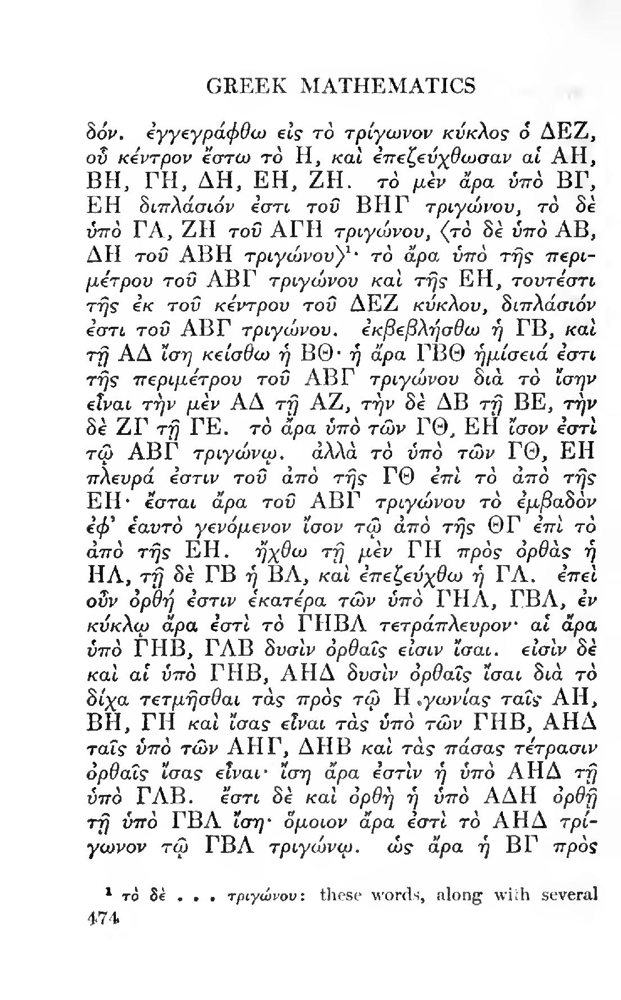 GREEK MATHEMATICS
δόν. ἐγγεγράφθω εἰς τὸ τρίγωνον κύκλος ὁ ΔΕΖ,
οὗ κέντρον ἔστω τὸ Η, καὶ ἐπεζεύχθωσαν αἱ ΑΗ,
ΒΗ, ΓΗ, ΔΗ, ΕΗ, ΖΗ. τὸ μὲν ἄρα ὑπὸ ΒΓ,
ΕΗ διπλάσιόν ἐστι τοῦ ΒΗΓ τριγώνου, τὸ δὲ
ὑπὸ ΓΑ, ΖΗ τοῦ ΑΓΗ τριγώνου, ⟨τὸ δὲ ὑπὸ ΑΒ,
ΔΗ τοῦ ΑΒΗ τριγώνου⟩¹· τὸ ἄρα ὑπὸ τῆς περι-
μέτρου τοῦ ΑΒΓ τριγώνου καὶ τῆς ΕΗ, τουτέστι
τῆς ἐκ τοῦ κέντρου τοῦ ΔΕΖ κύκλου, διπλάσιόν
ἐστι τοῦ ΑΒΓ τριγώνου. ἐκβεβλήσθω ἡ ΓΒ, καὶ
τῇ ΑΔ ἴση κείσθω ἡ ΒΘ· ἡ ἄρα ΓΒΘ ἡμίσειά ἐστι
τῆς περιμέτρου τοῦ ΑΒΓ τριγώνου διὰ τὸ ἴσην
εἶναι τὴν μὲν ΑΔ τῇ ΑΖ, τὴν δὲ ΔΒ τῇ ΒΕ, τὴν
δὲ ΖΓ τῇ ΓΕ. τὸ ἄρα ὑπὸ τῶν ΓΘ, ΕΗ ἴσον ἐστὶ
τῷ ΑΒΓ τριγώνῳ. ἀλλὰ τὸ ὑπὸ τῶν ΓΘ, ΕΗ
πλευρά ἐστιν τοῦ ἀπὸ τῆς ΓΘ ἐπὶ τὸ ἀπὸ τῆς
ΕΗ· ἔσται ἄρα τοῦ ΑΒΓ τριγώνου τὸ ἐμβαδὸν
ἐφ’ ἑαυτὸ γενόμενον ἴσον τῷ ἀπὸ τῆς ΘΓ ἐπὶ τὸ
ἀπὸ τῆς ΕΗ. ἤχθω τῇ μὲν ΓΗ πρὸς ὀρθὰς ἡ
ΗΛ, τῇ δὲ ΓΒ ἡ ΒΛ, καὶ ἐπεζεύχθω ἡ ΓΛ. ἐπεὶ
οὖν ὀρθή ἐστιν ἑκατέρα τῶν ὑπὸ ΓΗΛ, ΓΒΛ, ἐν
κύκλῳ ἄρα ἐστὶ τὸ ΓΗΒΛ τετράπλευρον· αἱ ἄρα
ὑπὸ ΓΗΒ, ΓΛΒ δυσὶν ὀρθαῖς εἰσιν ἴσαι. εἰσὶν δὲ
καὶ αἱ ὑπὸ ΓΗΒ, ΑΗΔ δυσὶν ὀρθαῖς ἴσαι διὰ τὸ
δίχα τετμῆσθαι τὰς πρὸς τῷ Η γωνίας ταῖς ΑΗ,
ΒΗ, ΓΗ καὶ ἴσας εἶναι τὰς ὑπὸ τῶν ΓΗΒ, ΑΗΔ
ταῖς ὑπὸ τῶν ΑΗΓ, ΔΗΒ καὶ τὰς πάσας τέτρασιν
ὀρθαῖς ἴσας εἶναι· ἴση ἄρα ἐστὶν ἡ ὑπὸ ΑΗΔ τῇ
ὑπὸ ΓΛΒ. ἔστι δὲ καὶ ὀρθὴ ἡ ὑπὸ ΑΔΗ ὀρθῇ
τῇ ὑπὸ ΓΒΛ ἴση· ὅμοιον ἄρα ἐστὶ τὸ ΑΗΔ τρί-
γωνον τῷ ΓΒΛ τριγώνῳ. ὡς ἄρα ἡ ΒΓ πρὸς
¹ τὸ δὲ . . . τριγώνου: these words, along with several
474